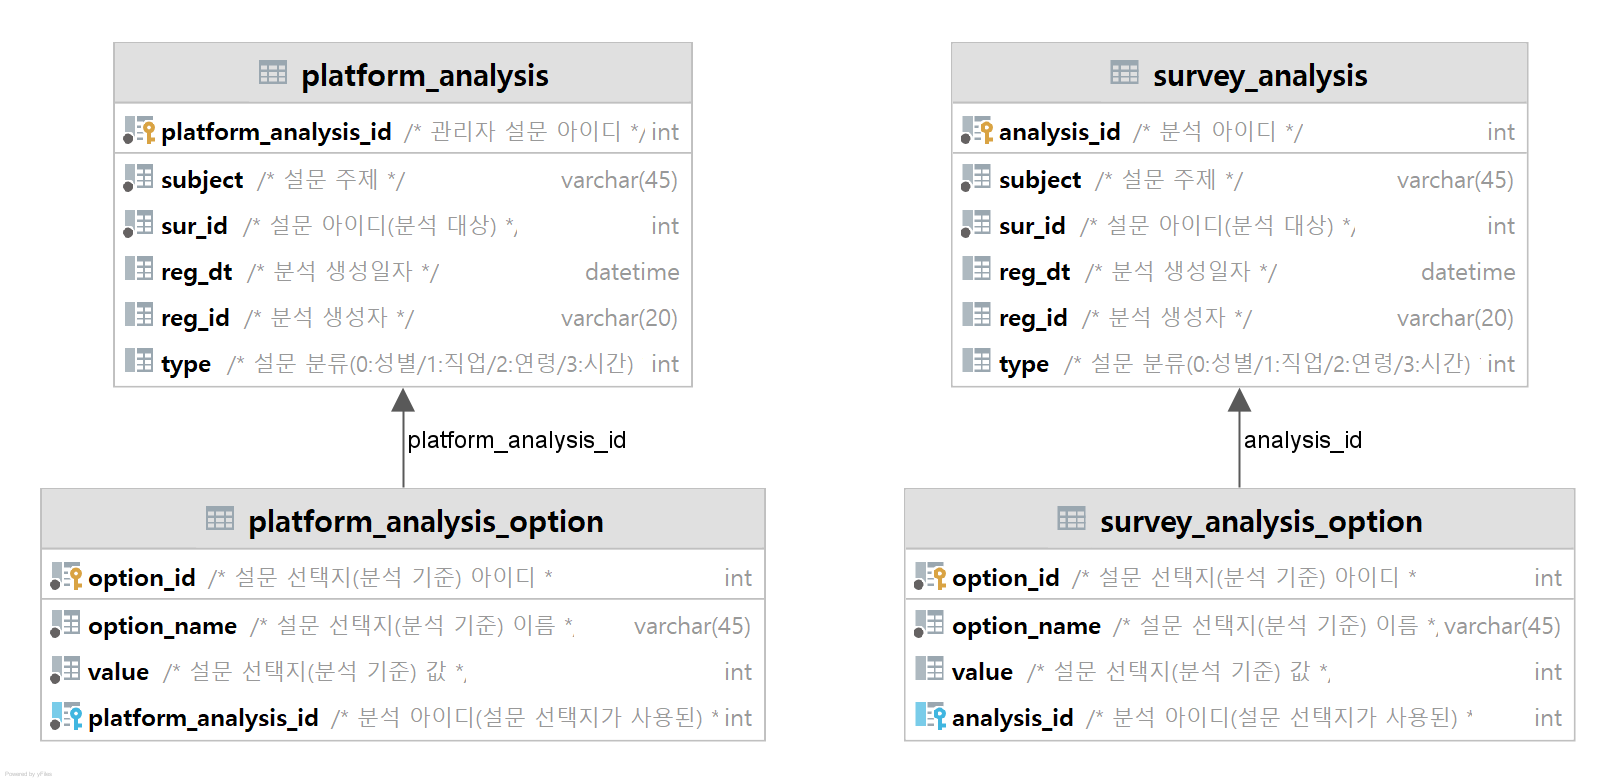 platform_analysis
platform_analysis_id /* 관리자 설문 아이디 */ int
subject /* 설문 주제 */ varchar(45)
sur_id /* 설문 아이디(분석 대상) */ int
reg_dt /* 분석 생성일자 */ datetime
reg_id /* 분석 생성자 */ varchar(20)
type /* 설문 분류(0:성별/1:직업/2:연령/3:시간) int
platform_analysis_id
platform_analysis_option
option_id /* 설문 선택지(분석 기준) 아이디 * int
option_name /* 설문 선택지(분석 기준) 이름 * varchar(45)
value /* 설문 선택지(분석 기준) 값 */ int
platform_analysis_id /* 분석 아이디(설문 선택지가 사용된) * int
survey_analysis
analysis_id /* 분석 아이디 */ int
subject /* 설문 주제 */ varchar(45)
sur_id /* 설문 아이디(분석 대상) */ int
reg_dt /* 분석 생성일자 */ datetime
reg_id /* 분석 생성자 */ varchar(20)
type /* 설문 분류(0:성별/1:직업/2:연령/3:시간) int
analysis_id
survey_analysis_option
option_id /* 설문 선택지(분석 기준) 아이디 * int
option_name /* 설문 선택지(분석 기준) 이름 */ varchar(45)
value /* 설문 선택지(분석 기준) 값 */ int
analysis_id /* 분석 아이디(설문 선택지가 사용된) * int
Powered by yFiles